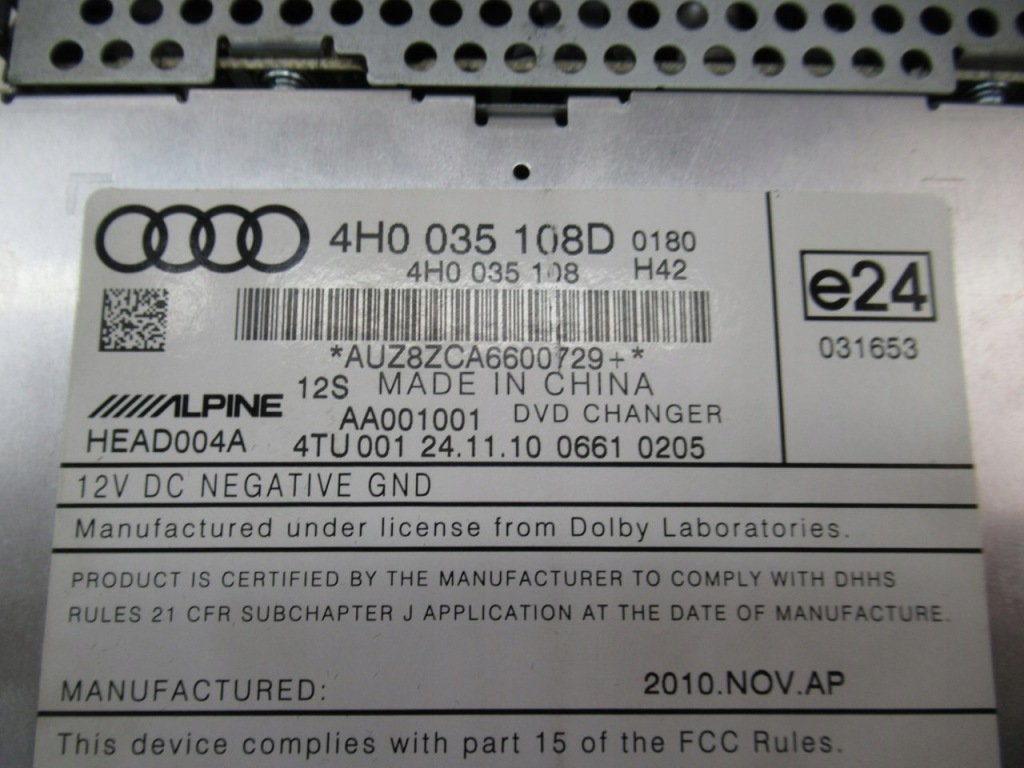 4H0 035 108D 0180
4H0 035 108 H42
e24
031653
*AUZ8ZCA6600729+*
12S MADE IN CHINA
ALPINE AA001001 DVD CHANGER
HEAD004A 4TU 001 24.11.10 0661 0205
12V DC NEGATIVE GND
Manufactured under license from Dolby Laboratories.
PRODUCT IS CERTIFIED BY THE MANUFACTURER TO COMPLY WITH DHHS
RULES 21 CFR SUBCHAPTER J APPLICATION AT THE DATE OF MANUFACTURE.
MANUFACTURED: 2010.NOV.AP
This device complies with part 15 of the FCC Rules.